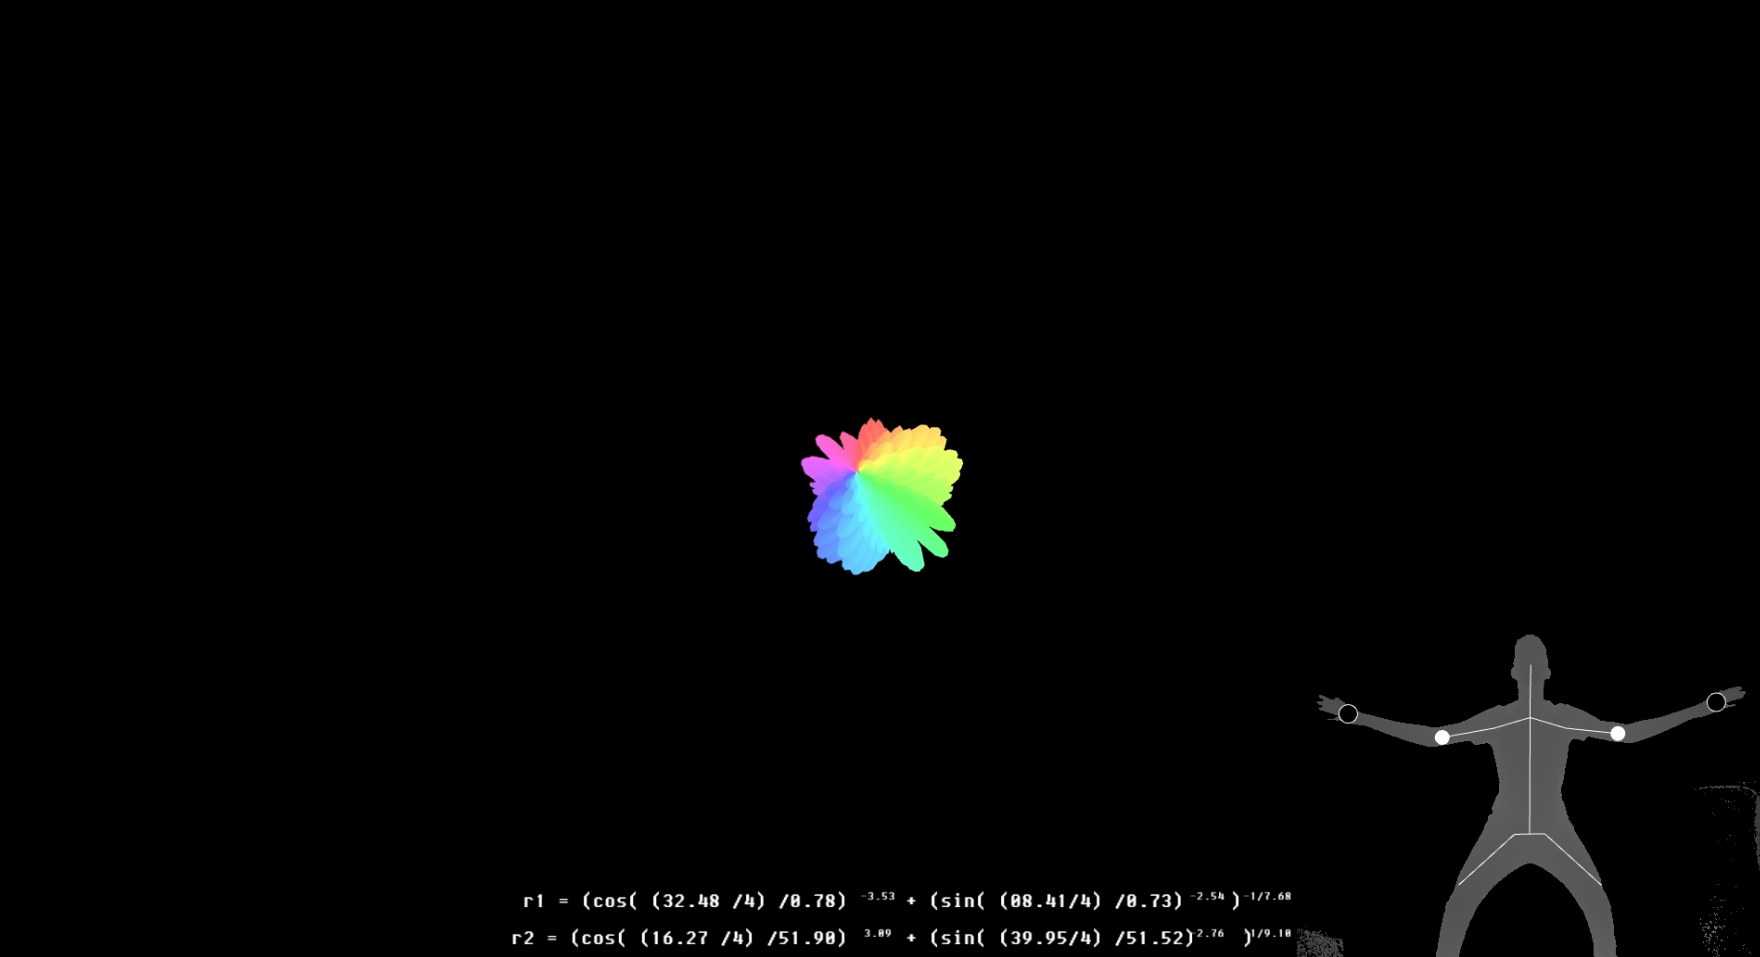 r1 = (cos( (32.48 /4) /0.78) -3.53 + (sin( (08.41/4) /0.73) -2.54 )-1/7.68
r2 = (cos( (16.27 /4) /51.90) 3.09 + (sin( (39.95/4) /51.52)-2.76 )1/9.10